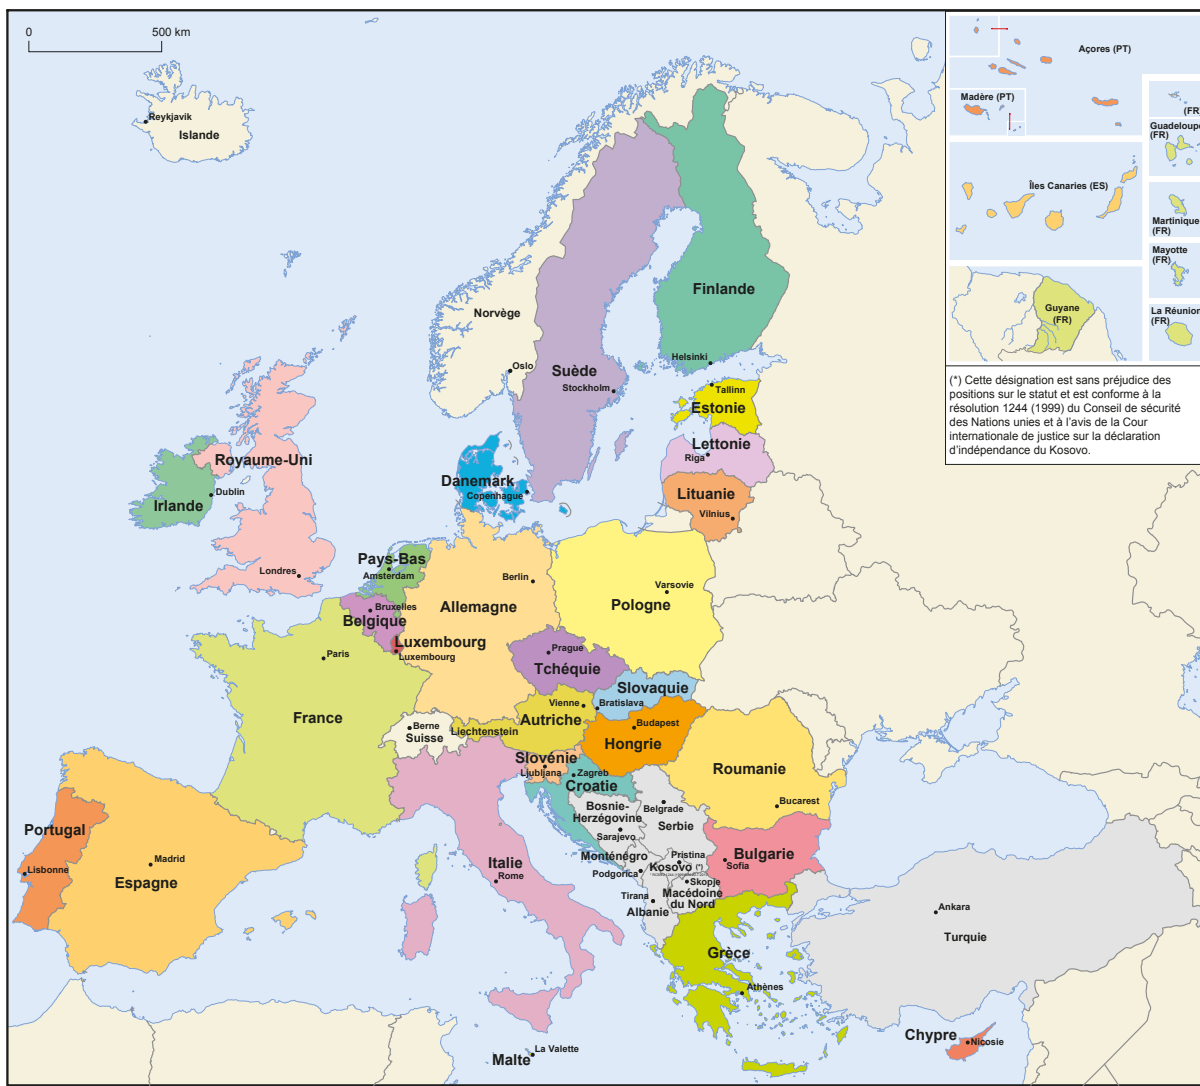 0
500 km
Reykjavik
Islande
Norvège
Oslo
Suède
Stockholm
Finlande
Helsinki
Tallinn
Estonie
Lettonie
Riga
Lituanie
Vilnius
Royaume-Uni
Dublin
Irlande
Londres
Danemark
Copenhague
Pays-Bas
Amsterdam
Berlin
Allemagne
Varsovie
Pologne
Bruxelles
Belgique
Luxembourg
Luxembourg
Paris
France
Prague
Tchéquie
Slovaquie
Bratislava
Vienne
Autriche
Liechtenstein
Berne
Suisse
Budapest
Hongrie
Slovénie
Ljubljana
Zagreb
Croatie
Roumanie
Bucarest
Bosnie-
Herzégovine
Sarajevo
Belgrade
Serbie
Monténégro
Podgorica
Pristina
Kosovo (*)
Skopje
Macédoine
du Nord
Tirana
Albanie
Bulgarie
Sofia
Portugal
Lisbonne
Madrid
Espagne
Italie
Rome
Grèce
Athènes
Ankara
Turquie
Chypre
Nicosie
Malte
La Valette
Açores (PT)
Madère (PT)
(FR)
Guadeloupe
(FR)
Îles Canaries (ES)
Martinique
(FR)
Mayotte
(FR)
Guyane
(FR)
La Réunion
(FR)
(*) Cette désignation est sans préjudice des
positions sur le statut et est conforme à la
résolution 1244 (1999) du Conseil de sécurité
des Nations unies et à l'avis de la Cour
internationale de justice sur la déclaration
d'indépendance du Kosovo.